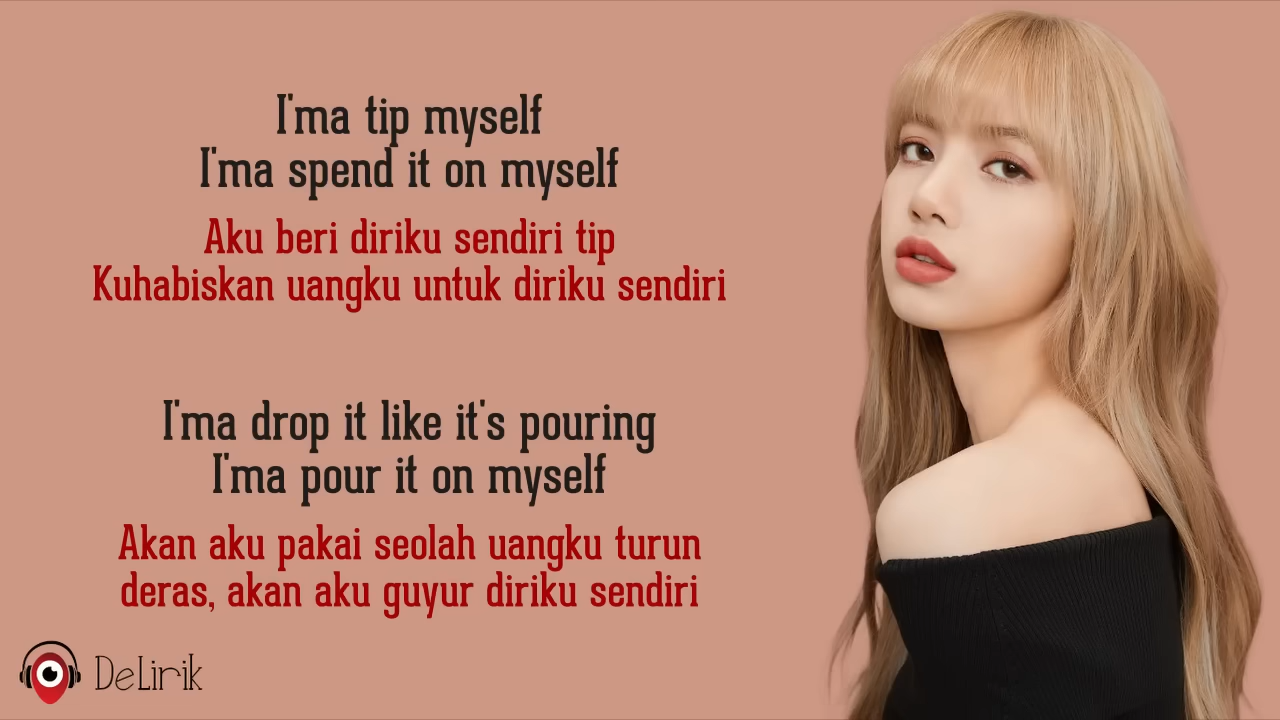 I'ma tip myself
I'ma spend it on myself
Aku beri diriku sendiri tip
Kuhabiskan uangku untuk diriku sendiri
I'ma drop it like it's pouring
I'ma pour it on myself
Akan aku pakai seolah uangku turun
deras, akan aku guyur diriku sendiri
DeLirik